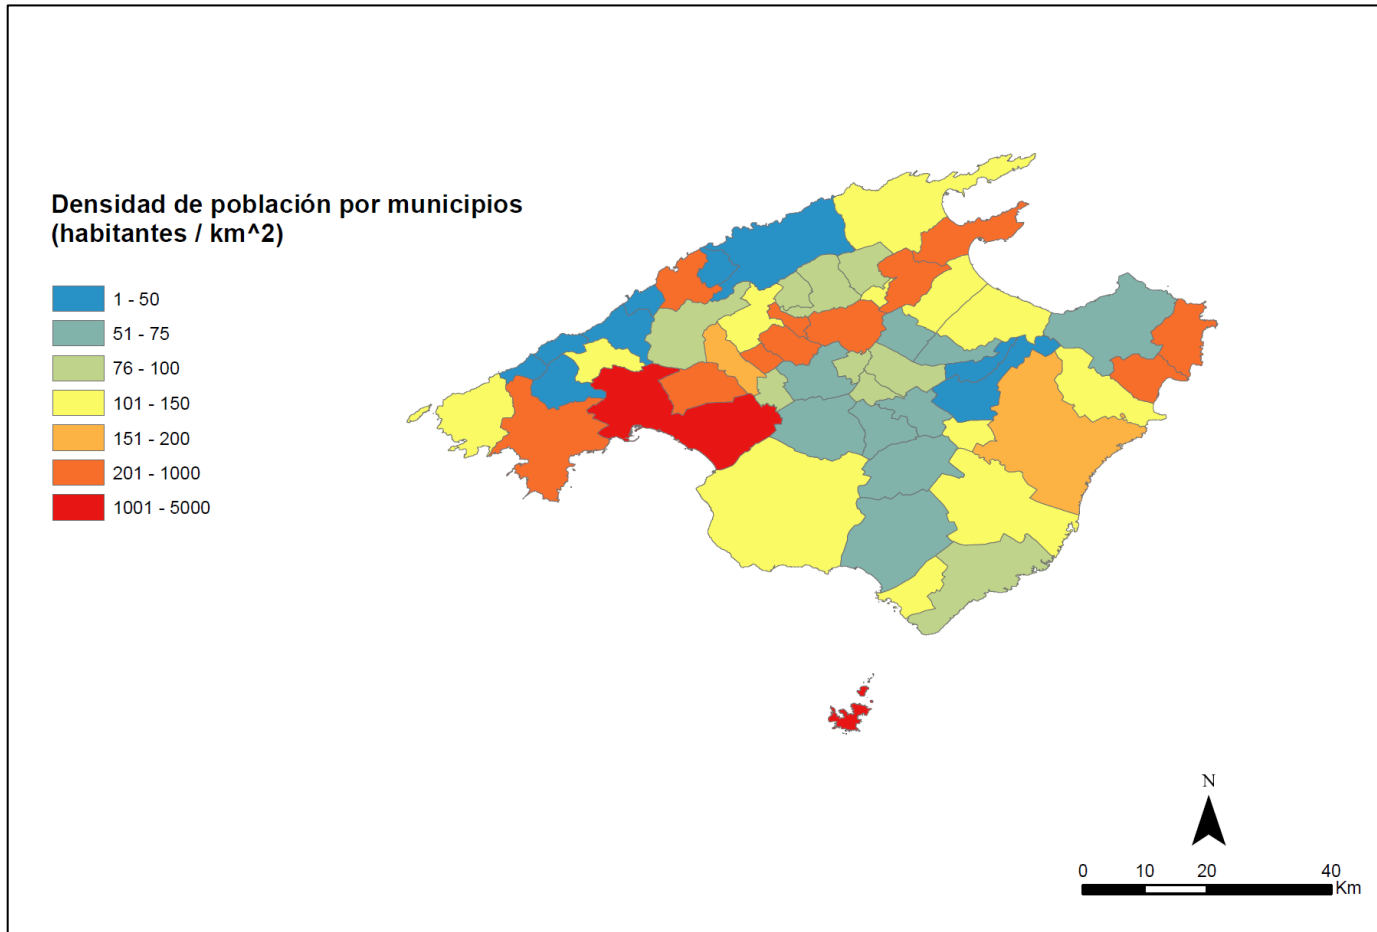 Densidad de población por municipios
(habitantes / km^2)
1 - 50
51 - 75
76 - 100
101 - 150
151 - 200
201 - 1000
1001 - 5000
N
0 10 20 40
Km